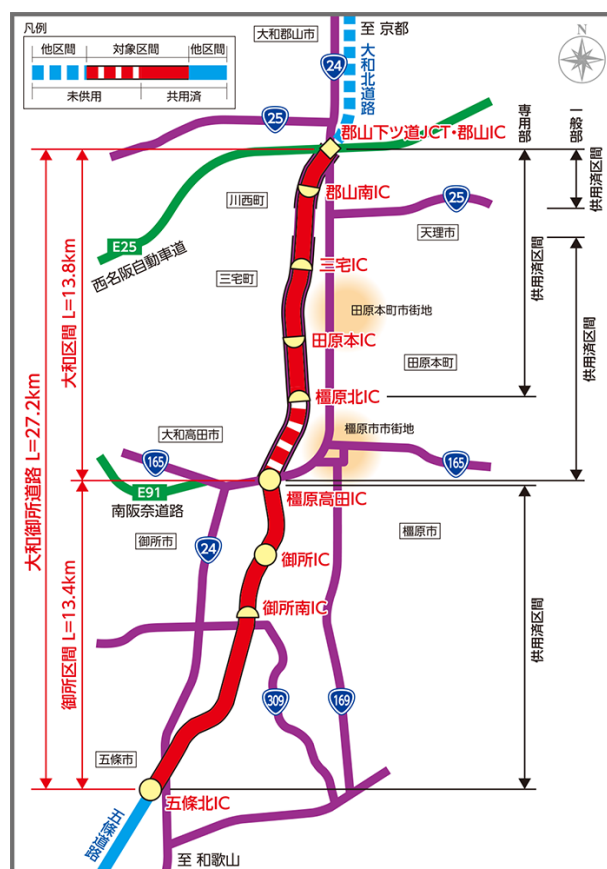 凡例
他区間
対象区間
他区間
未供用
共用済
大和郡山市
至 京都
24
大和北道路
N
25
郡山下ツ道JCT・郡山IC
専用部
一般部
川西町
郡山南IC
25
天理市
供用済区間
E25
西名阪自動車道
三宅町
三宅IC
供用済区間
田原本町市街地
田原本IC
田原本町
供用済区間
大和区間 L=13.8km
大和御所道路 L=27.2km
橿原北IC
大和高田市
橿原市市街地
165
165
E91
南阪奈道路
橿原高田IC
御所市
24
橿原市
御所IC
御所南IC
御所区間 L=13.4km
供用済区間
309
169
五條市
五條北IC
五條道路
至 和歌山